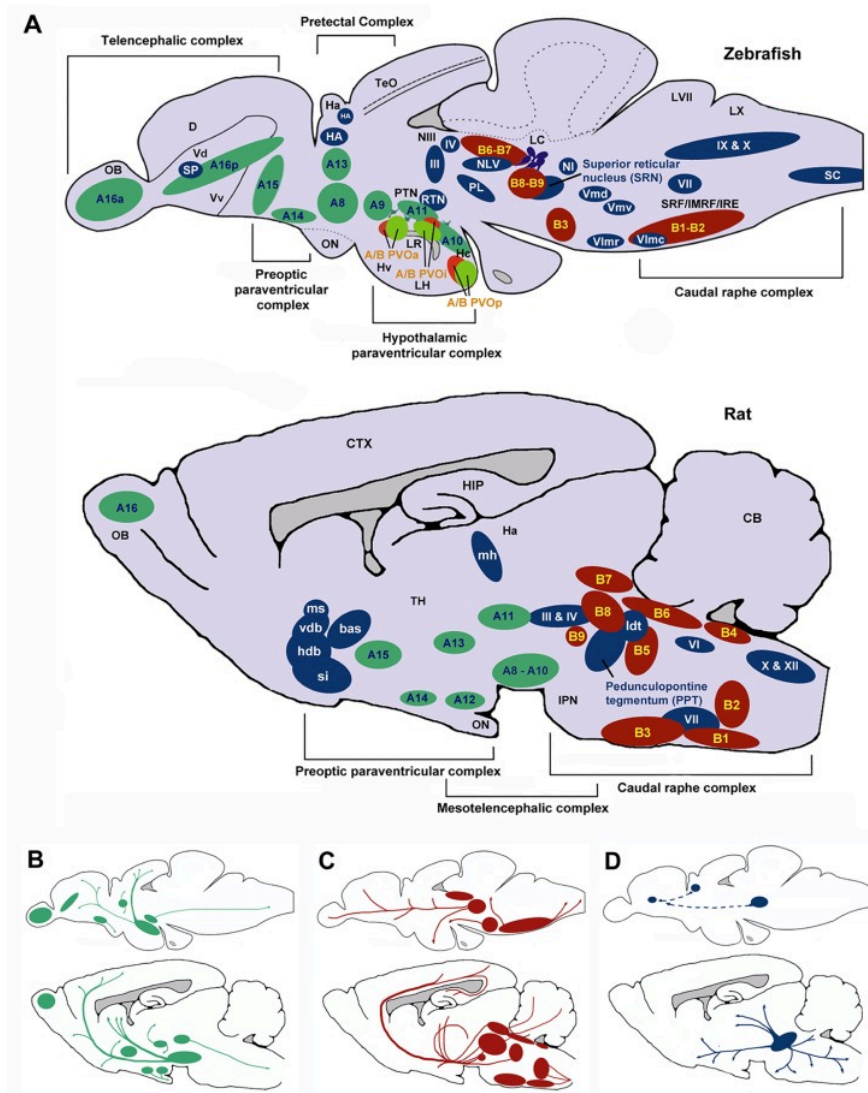 A
Pretectal Complex
Telencephalic complex
Zebrafish
TeO
Ha
HA
HA
D
Vd
SP
A16p
OB
A16a
Vv
A15
A14
A13
A8
ON
A9
PTN
A11
RTN
A10
LR
Hc
Hv
LH
A/B PVOa
A/B PVOi
A/B PVOp
NIII
III
IV
B6-B7
NLV
PL
LC
B8-B9
NI
Superior reticular
nucleus (SRN)
Vmd
Vmv
B3
VImr
VImc
LVII
LX
IX & X
VII
SC
SRF/IMRF/IRE
B1-B2
Preoptic
paraventricular
complex
Hypothalamic
paraventricular complex
Caudal raphe complex
Rat
CTX
HIP
CB
A16
OB
Ha
mh
TH
ms
vdb
bas
hdb
si
A15
A13
A11
A14
A12
A8 - A10
ON
III & IV
B7
B8
B9
B6
ldt
B5
B4
VI
X & XII
Pedunculopontine
tegmentum (PPT)
IPN
B2
VII
B3
B1
Preoptic paraventricular complex
Caudal raphe complex
Mesotelencephalic complex
B
C
D